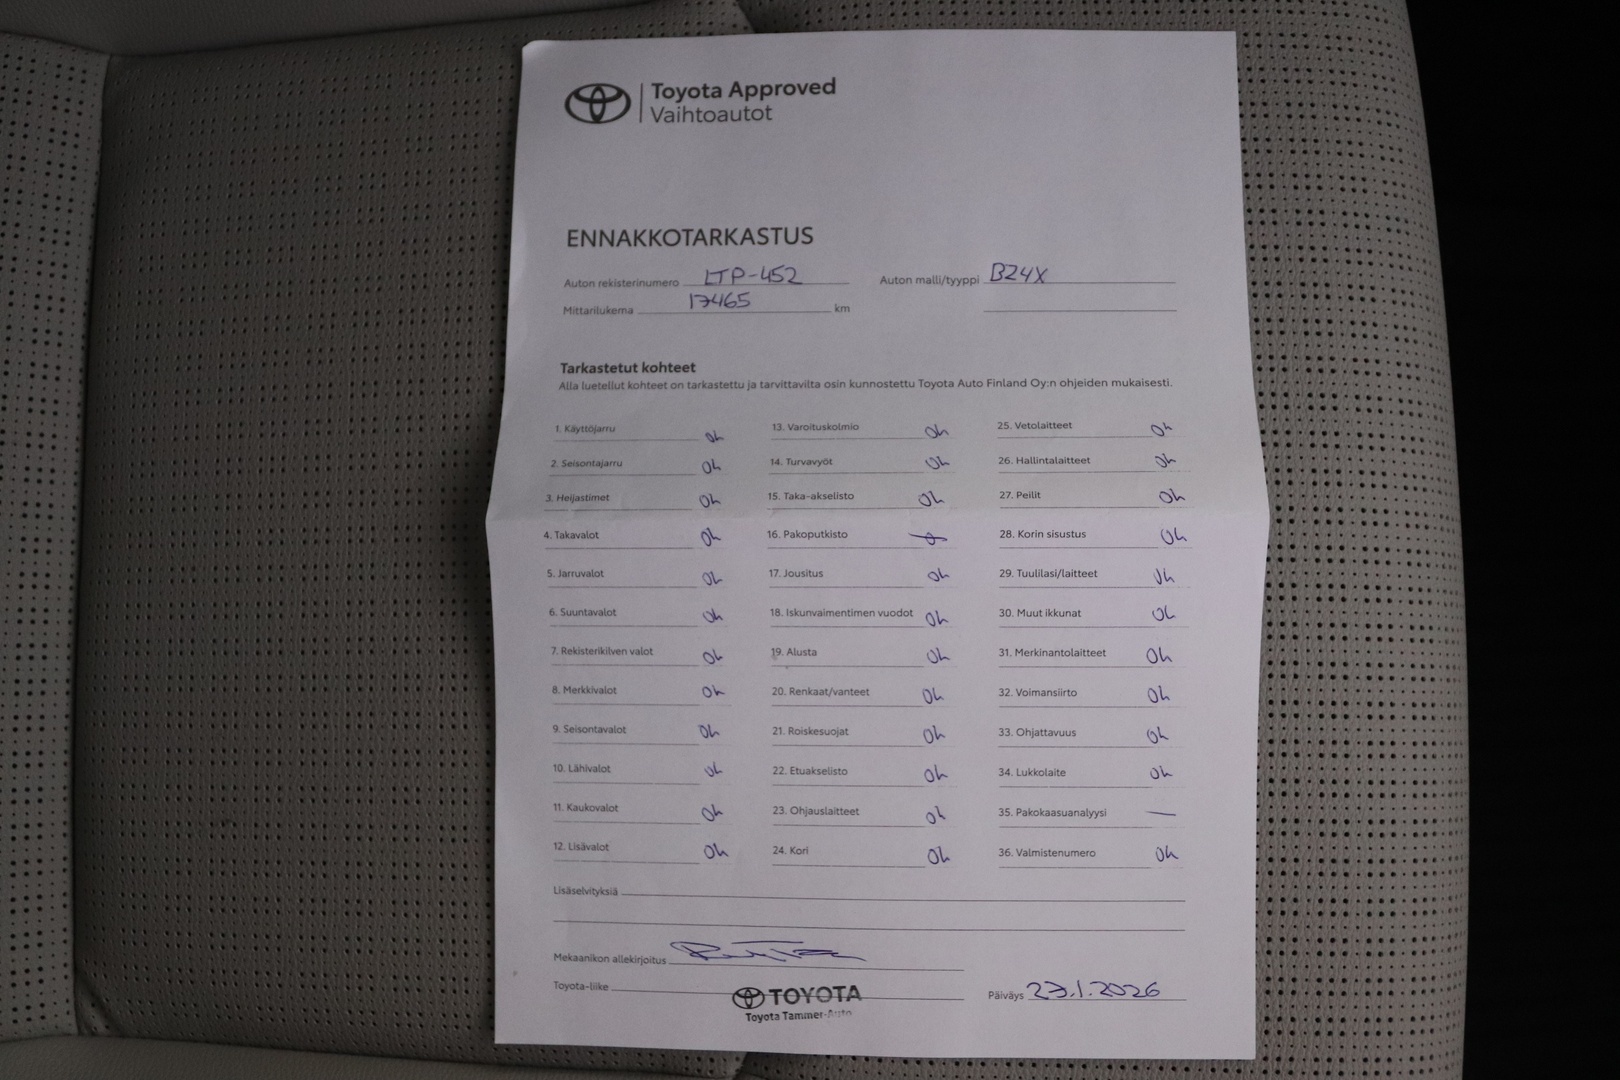 Toyota Approved
Vaihtoautot
ENNAKKOTARKASTUS
Auton rekisterinumero LTP-452 Auton malli/tyyppi BZ4X
Mittarilukema 17465 km
Tarkastetut kohteet
Alla luetellut kohteet on tarkastettu ja tarvittavilta osin kunnostettu Toyota Auto Finland Oy:n ohjeiden mukaisesti.
1. Käyttöjarru Ok 13. Varoituskolmio Ok 25. Vetolaitteet Ok
2. Seisontajarru Ok 14. Turvavyöt Ok 26. Hallintalaitteet Ok
3. Heijastimet Ok 15. Taka-akselisto Ok 27. Peilit Ok
4. Takavalot Ok 16. Pakoputkisto 28. Korin sisustus Ok
5. Jarruvalot Ok 17. Jousitus Ok 29. Tuulilasi/laitteet Ok
6. Suuntavalot Ok 18. Iskunvaimentimen vuodot Ok 30. Muut ikkunat Ok
7. Rekisterikilven valot Ok 19. Alusta Ok 31. Merkinantolaitteet Ok
8. Merkkivalot Ok 20. Renkaat/vanteet Ok 32. Voimansiirto Ok
9. Seisontavalot Ok 21. Roiskesuojat Ok 33. Ohjattavuus Ok
10. Lähivalot Ok 22. Etuakselisto Ok 34. Lukkolaite Ok
11. Kaukovalot Ok 23. Ohjauslaitteet Ok 35. Pakokaasuanalyysi —
12. Lisävalot Ok 24. Kori Ok 36. Valmistenumero Ok
Lisäselvityksiä
Mekaanikon allekirjoitus
Toyota-liike TOYOTA Päiväys 23.1.2026
Toyota Tammer-Auto